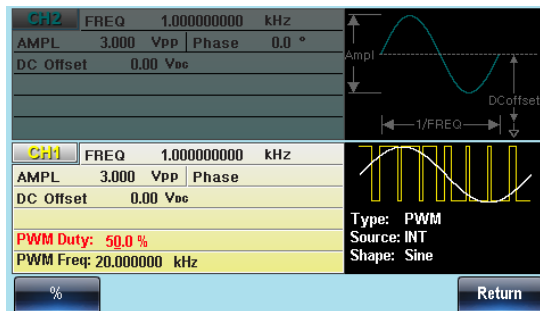 CH2 FREQ 1.000000000 kHz
AMPL 3.000 VPP Phase 0.0 °
DC Offset 0.00 VDC
Ampl
DCoffset
1/FREQ
CH1 FREQ 1.000000000 kHz
AMPL 3.000 VPP Phase
DC Offset 0.00 VDC
PWM Duty: 50.0 %
PWM Freq: 20.000000 kHz
Type: PWM
Source: INT
Shape: Sine
% Return